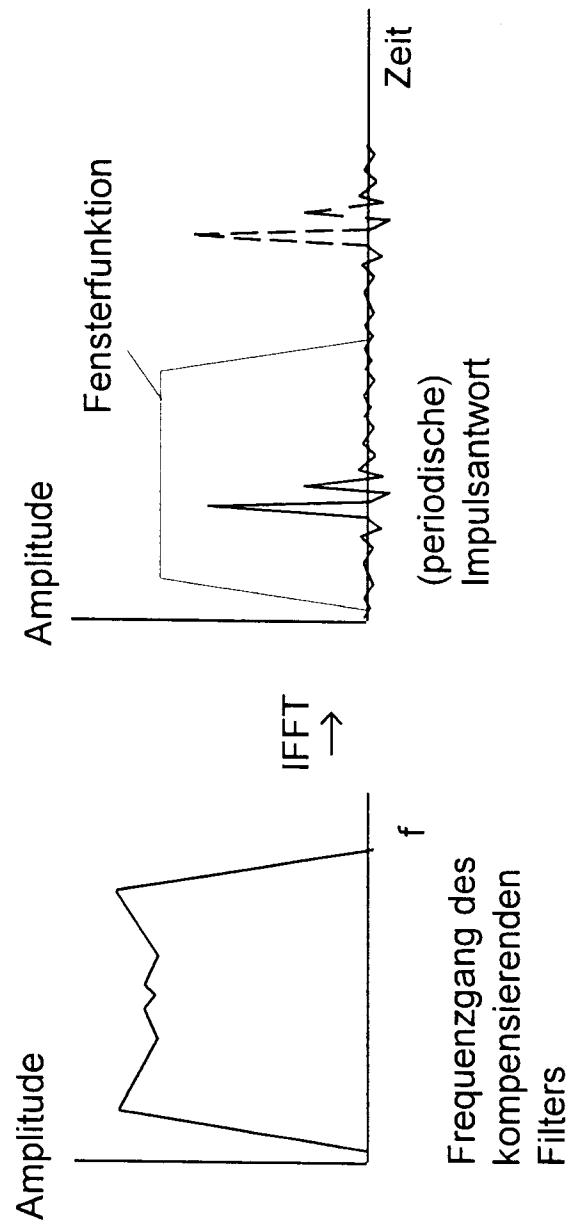 Amplitude
f
Frequenzgang des
kompensierenden
Filters
IFFT
→
Amplitude
Fensterfunktion
Zeit
(periodische)
Impulsantwort